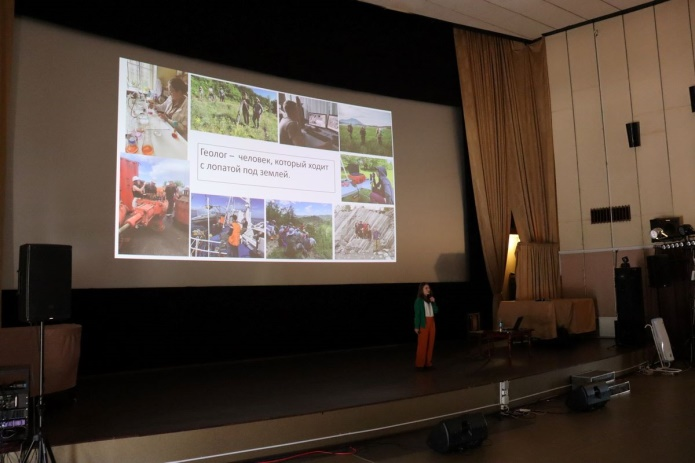 Геолог – человек, который ходит
с лопатой под землей.